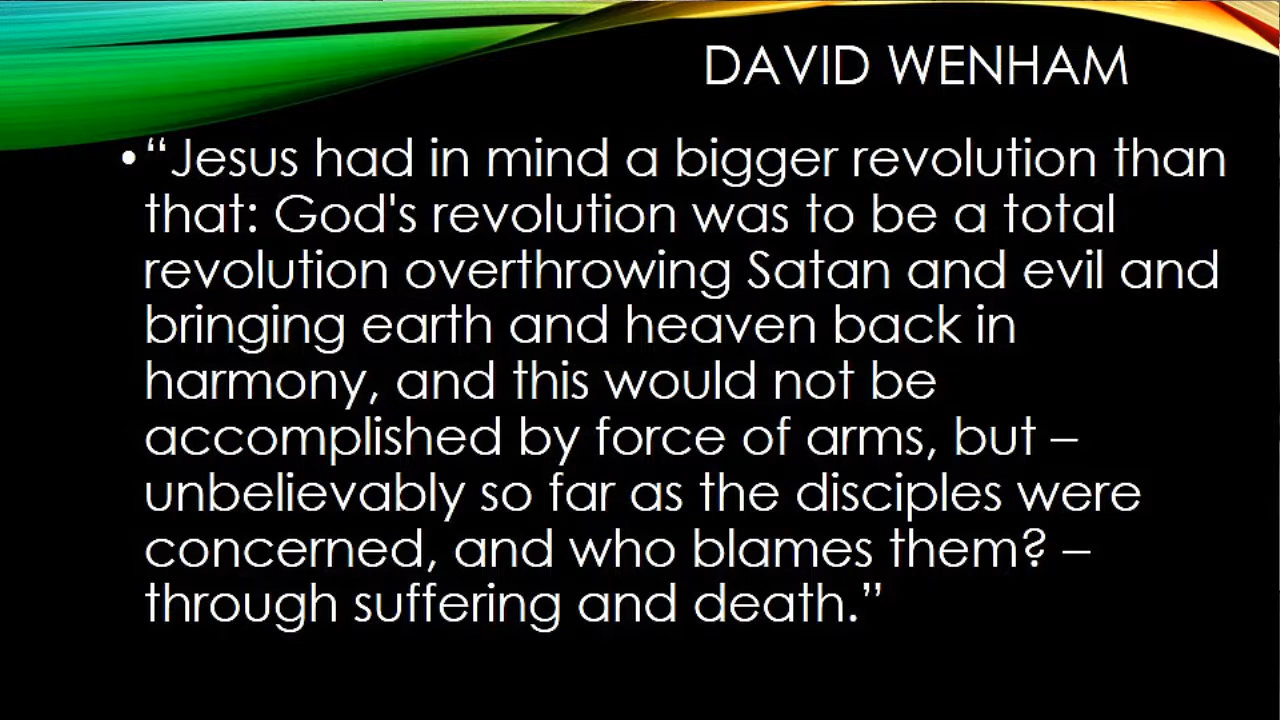 DAVID WENHAM
•“Jesus had in mind a bigger revolution than
that: God's revolution was to be a total
revolution overthrowing Satan and evil and
bringing earth and heaven back in
harmony, and this would not be
accomplished by force of arms, but –
unbelievably so far as the disciples were
concerned, and who blames them? –
through suffering and death.”